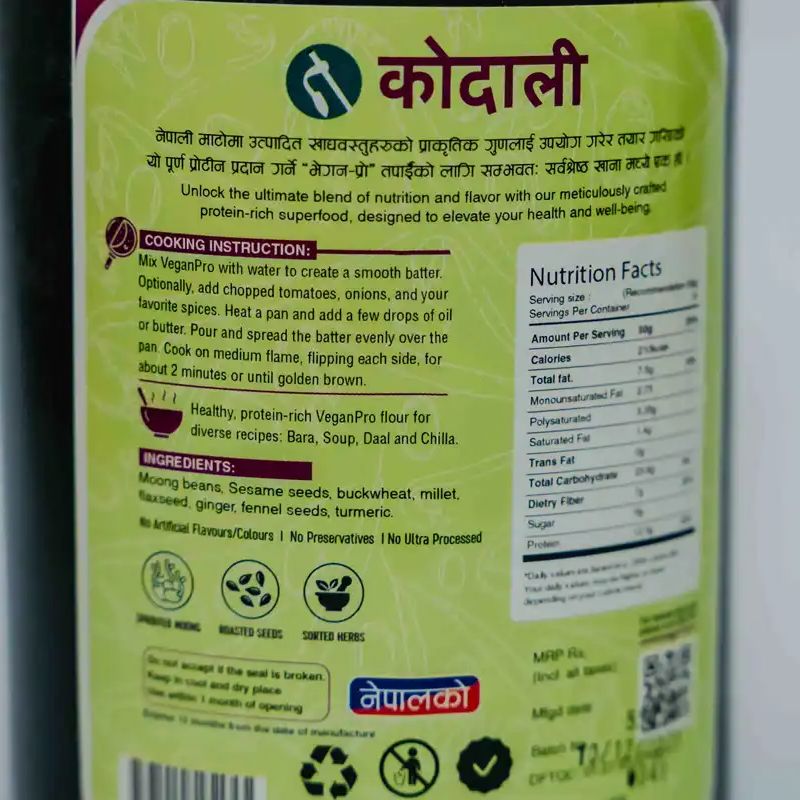 कोदाली
नेपाली माटोमा उत्पादित खाद्यवस्तुहरुको प्राकृतिक गुणलाई उपयोग गरेर तयार गरिएको
यो पूर्ण प्रोटीन प्रदान गर्ने "भेगन-प्रो" तपाईंको लागि सम्भवतः सर्वश्रेष्ठ खाना मध्ये एक हो ।
Unlock the ultimate blend of nutrition and flavor with our meticulously crafted
protein-rich superfood, designed to elevate your health and well-being.
COOKING INSTRUCTION:
Mix VeganPro with water to create a smooth batter.
Optionally, add chopped tomatoes, onions, and your
favorite spices. Heat a pan and add a few drops of oil
or butter. Pour and spread the batter evenly over the
pan. Cook on medium flame, flipping each side, for
about 2 minutes or until golden brown.
Healthy, protein-rich VeganPro flour for
diverse recipes: Bara, Soup, Daal and Chilla.
INGREDIENTS:
Moong beans, Sesame seeds, buckwheat, millet,
flaxseed, ginger, fennel seeds, turmeric.
No Artificial Flavours/Colours I No Preservatives I No Ultra Processed
SPROUTED MOONG ROASTED SEEDS SORTED HERBS
Do not accept if the seal is broken.
Keep in cool and dry place
Use within 1 month of opening
Expires 12 months from the date of manufacture
नेपालको
Nutrition Facts
Serving size :
Servings Per Container
Amount Per Serving
Calories
Total fat.
Monounsaturated Fat
Polysaturated
Saturated Fat
Trans Fat
Total Carbohydrate
Dietry Fiber
Sugar
Protein
MRP Rs.
(Incl. all taxes)
Mfgd date
Batch